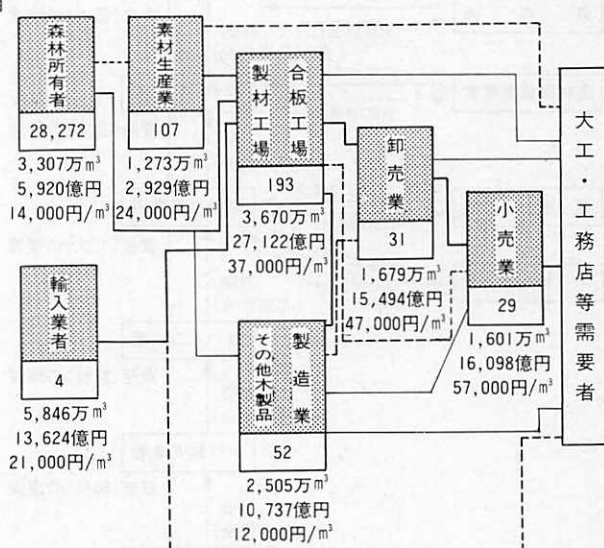 森林所有者
28,272
3,307万m³
5,920億円
14,000円/m³
素材生産業
107
1,273万m³
2,929億円
24,000円/m³
合板工場
製材工場
193
3,670万m³
27,122億円
37,000円/m³
卸売業
31
1,679万m³
15,494億円
47,000円/m³
小売業
29
1,601万m³
16,098億円
57,000円/m³
大工・工務店等需要者
輸入業者
4
5,846万m³
13,624億円
21,000円/m³
製造業
その他木製品
52
2,505万m³
10,737億円
12,000円/m³